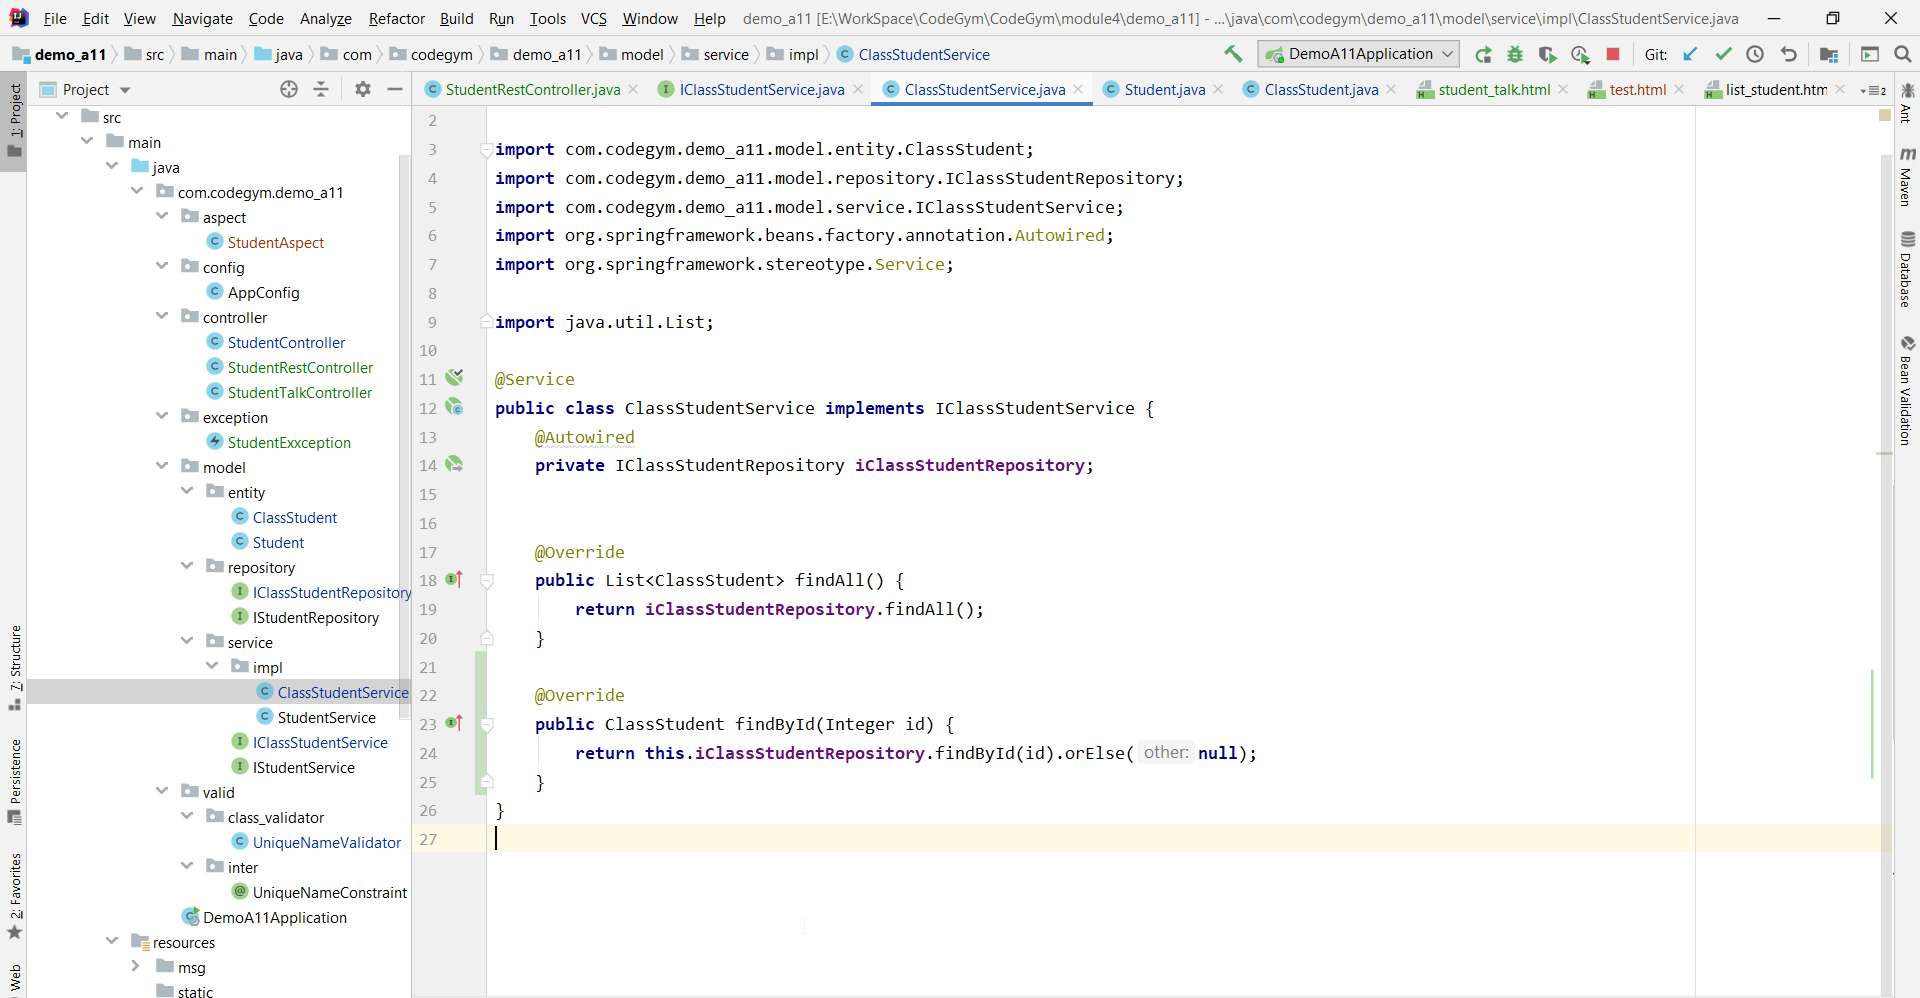 File Edit View Navigate Code Analyze Refactor Build Run Tools VCS Window Help demo_a11 [E:\WorkSpace\CodeGym\CodeGym\module4\demo_a11] - ...\java\com\codegym\demo_a11\model\service\impl\ClassStudentService.java
demo_a11 src main java com codegym demo_a11 model service impl ClassStudentService DemoA11Application Git:
Project StudentRestController.java IClassStudentService.java ClassStudentService.java Student.java ClassStudent.java student_talk.html test.html list_student.htm 2
1: Project
7: Structure
Persistence
2: Favorites
Web
src
main
java
com.codegym.demo_a11
aspect
StudentAspect
config
AppConfig
controller
StudentController
StudentRestController
StudentTalkController
exception
StudentExxception
model
entity
ClassStudent
Student
repository
IClassStudentRepository
IStudentRepository
service
impl
ClassStudentService
StudentService
IClassStudentService
IStudentService
valid
class_validator
UniqueNameValidator
inter
UniqueNameConstraint
DemoA11Application
resources
msg
static
2
3 import com.codegym.demo_a11.model.entity.ClassStudent;
4 import com.codegym.demo_a11.model.repository.IClassStudentRepository;
5 import com.codegym.demo_a11.model.service.IClassStudentService;
6 import org.springframework.beans.factory.annotation.Autowired;
7 import org.springframework.stereotype.Service;
8
9 import java.util.List;
10
11 @Service
12 public class ClassStudentService implements IClassStudentService {
13 @Autowired
14 private IClassStudentRepository iClassStudentRepository;
15
16
17 @Override
18 public List<ClassStudent> findAll() {
19 return iClassStudentRepository.findAll();
20 }
21
22 @Override
23 public ClassStudent findById(Integer id) {
24 return this.iClassStudentRepository.findById(id).orElse( other: null);
25 }
26 }
27
Ant
Maven
Database
Bean Validation